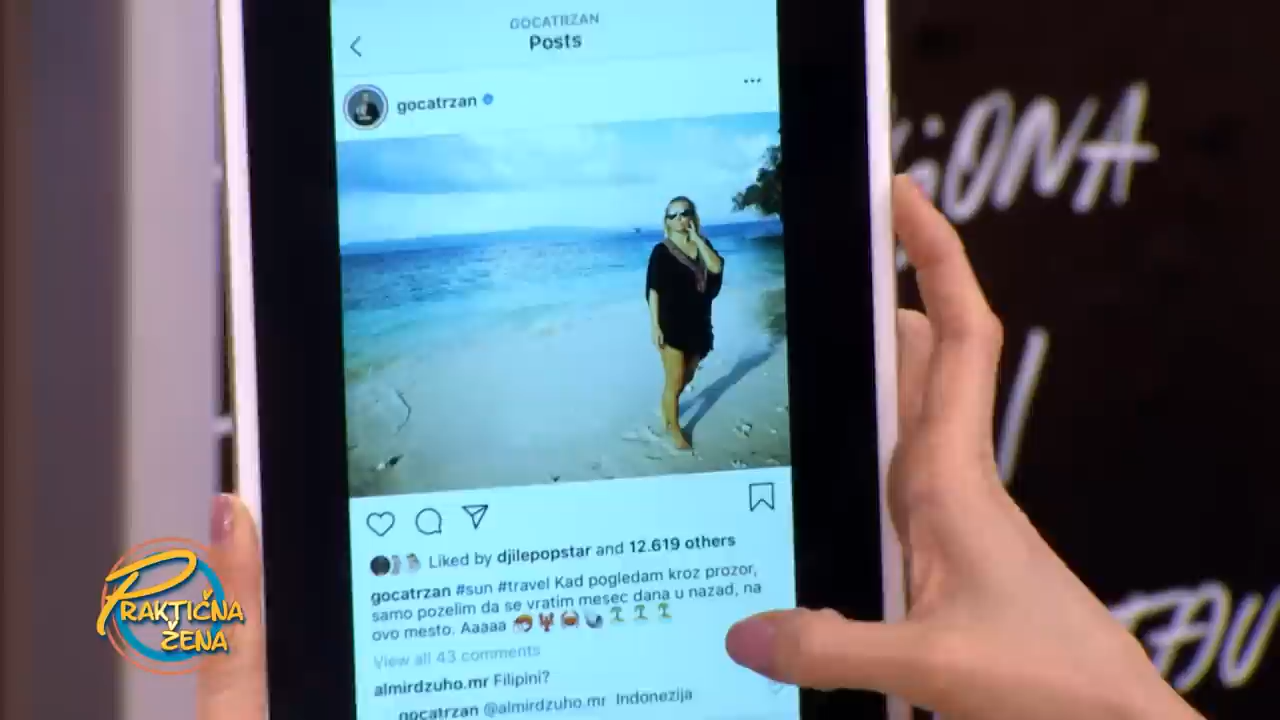 GOCATRZAN
Posts
gocatrzan
Liked by djilepopstar and 12.619 others
gocatrzan #sun #travel Kad pogledam kroz prozor,
samo pozelim da se vratim mesec dana u nazad, na
ovo mesto. Aaaaa 🍤🦞🦀🐚🏝🏝🏝
View all 43 comments
almirdzuho.mr Filipini?
gocatrzan @almirdzuho.mr Indonezija
PRAKTIČNA
ŽENA